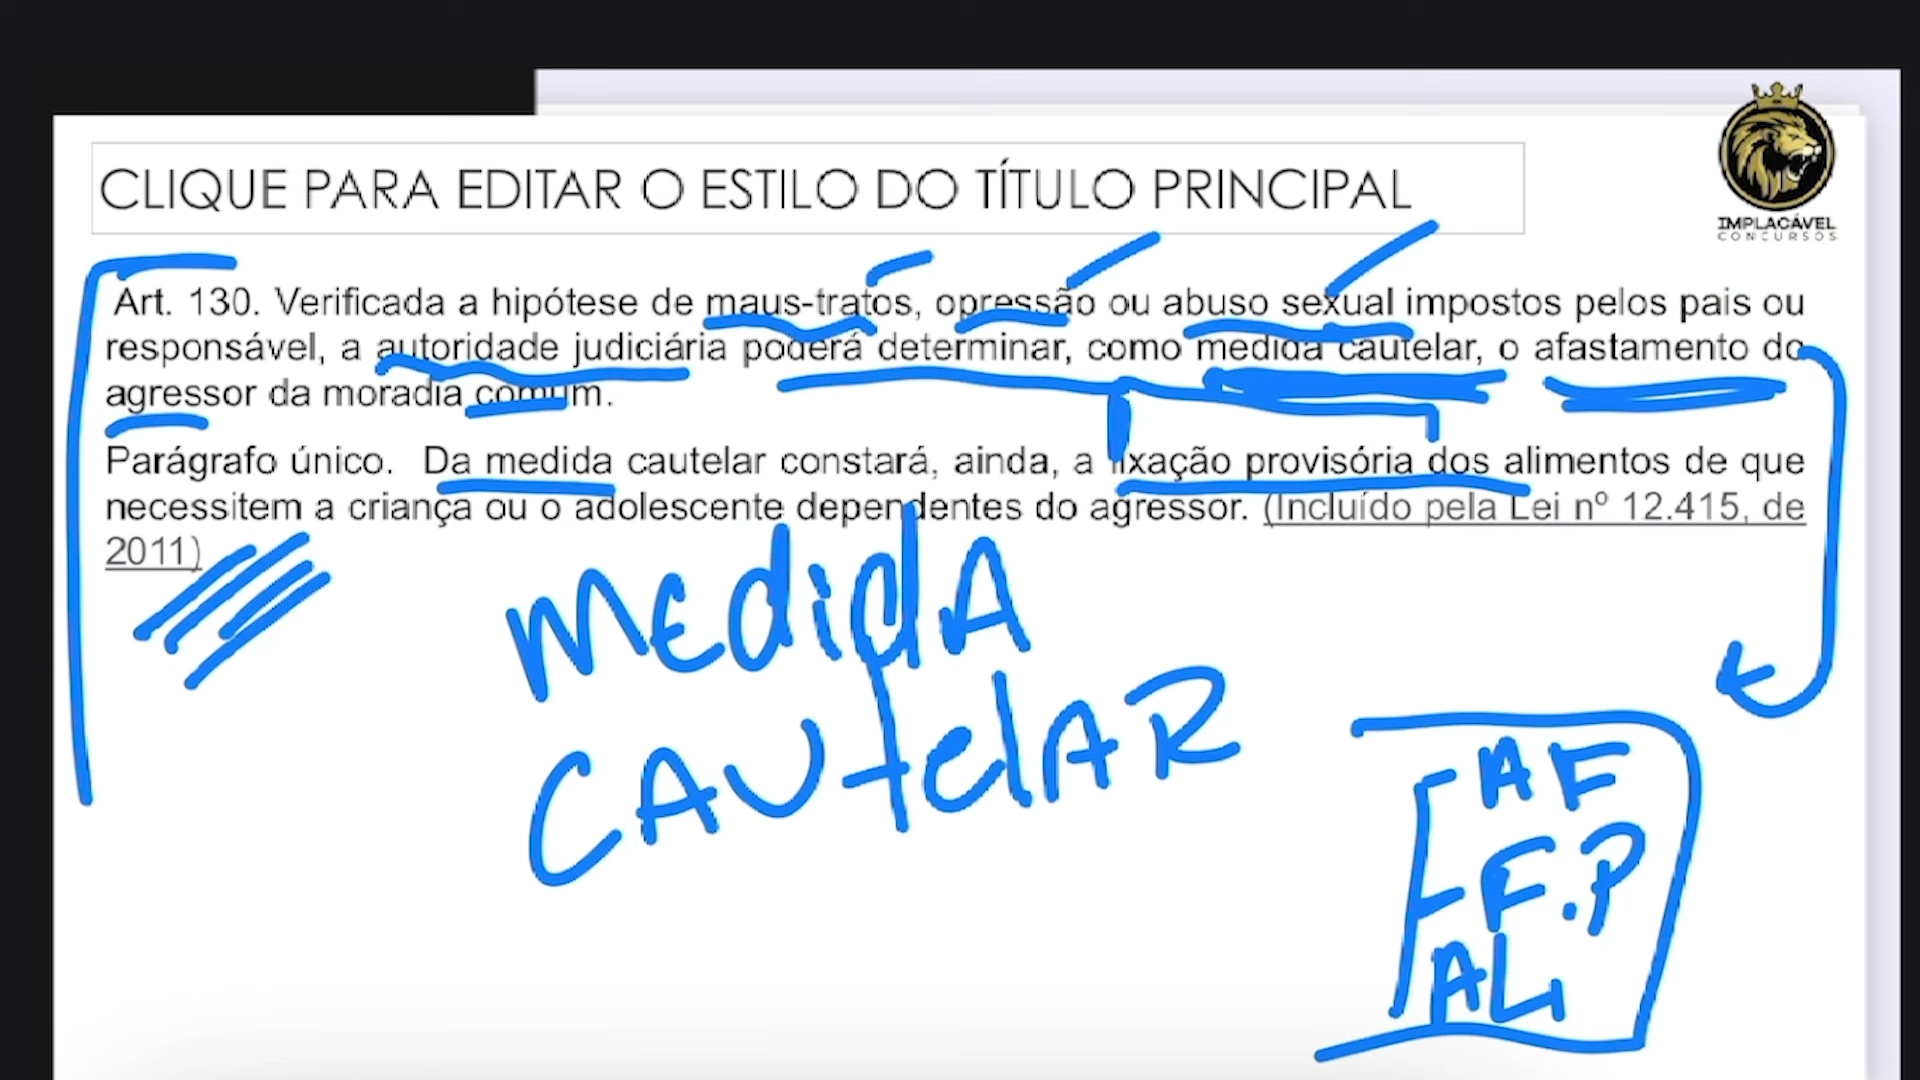 IMPLACÁVEL
CONCURSOS
CLIQUE PARA EDITAR O ESTILO DO TÍTULO PRINCIPAL
Art. 130. Verificada a hipótese de maus-tratos, opressão ou abuso sexual impostos pelos pais ou
responsável, a autoridade judiciária poderá determinar, como medida cautelar, o afastamento do
agressor da moradia comum.
Parágrafo único. Da medida cautelar constará, ainda, a fixação provisória dos alimentos de que
necessitem a criança ou o adolescente dependentes do agressor. (Incluído pela Lei nº 12.415, de
2011)
MEdidA
CAUtelAR
AF
F.P
ALi